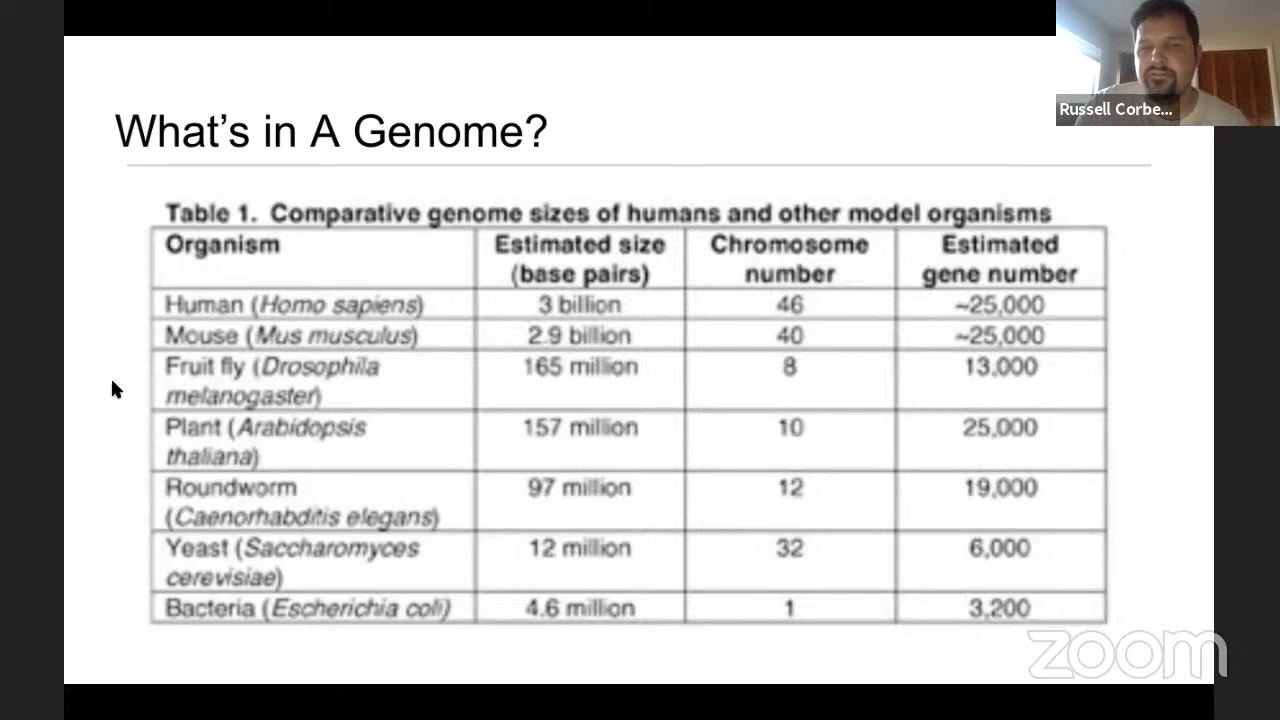 Russell Corbe...
What's in A Genome?
Table 1. Comparative genome sizes of humans and other model organisms
Organism Estimated size (base pairs) Chromosome number Estimated gene number
Human (Homo sapiens) 3 billion 46 ~25,000
Mouse (Mus musculus) 2.9 billion 40 ~25,000
Fruit fly (Drosophila melanogaster) 165 million 8 13,000
Plant (Arabidopsis thaliana) 157 million 10 25,000
Roundworm (Caenorhabditis elegans) 97 million 12 19,000
Yeast (Saccharomyces cerevisiae) 12 million 32 6,000
Bacteria (Escherichia coli) 4.6 million 1 3,200
zoom